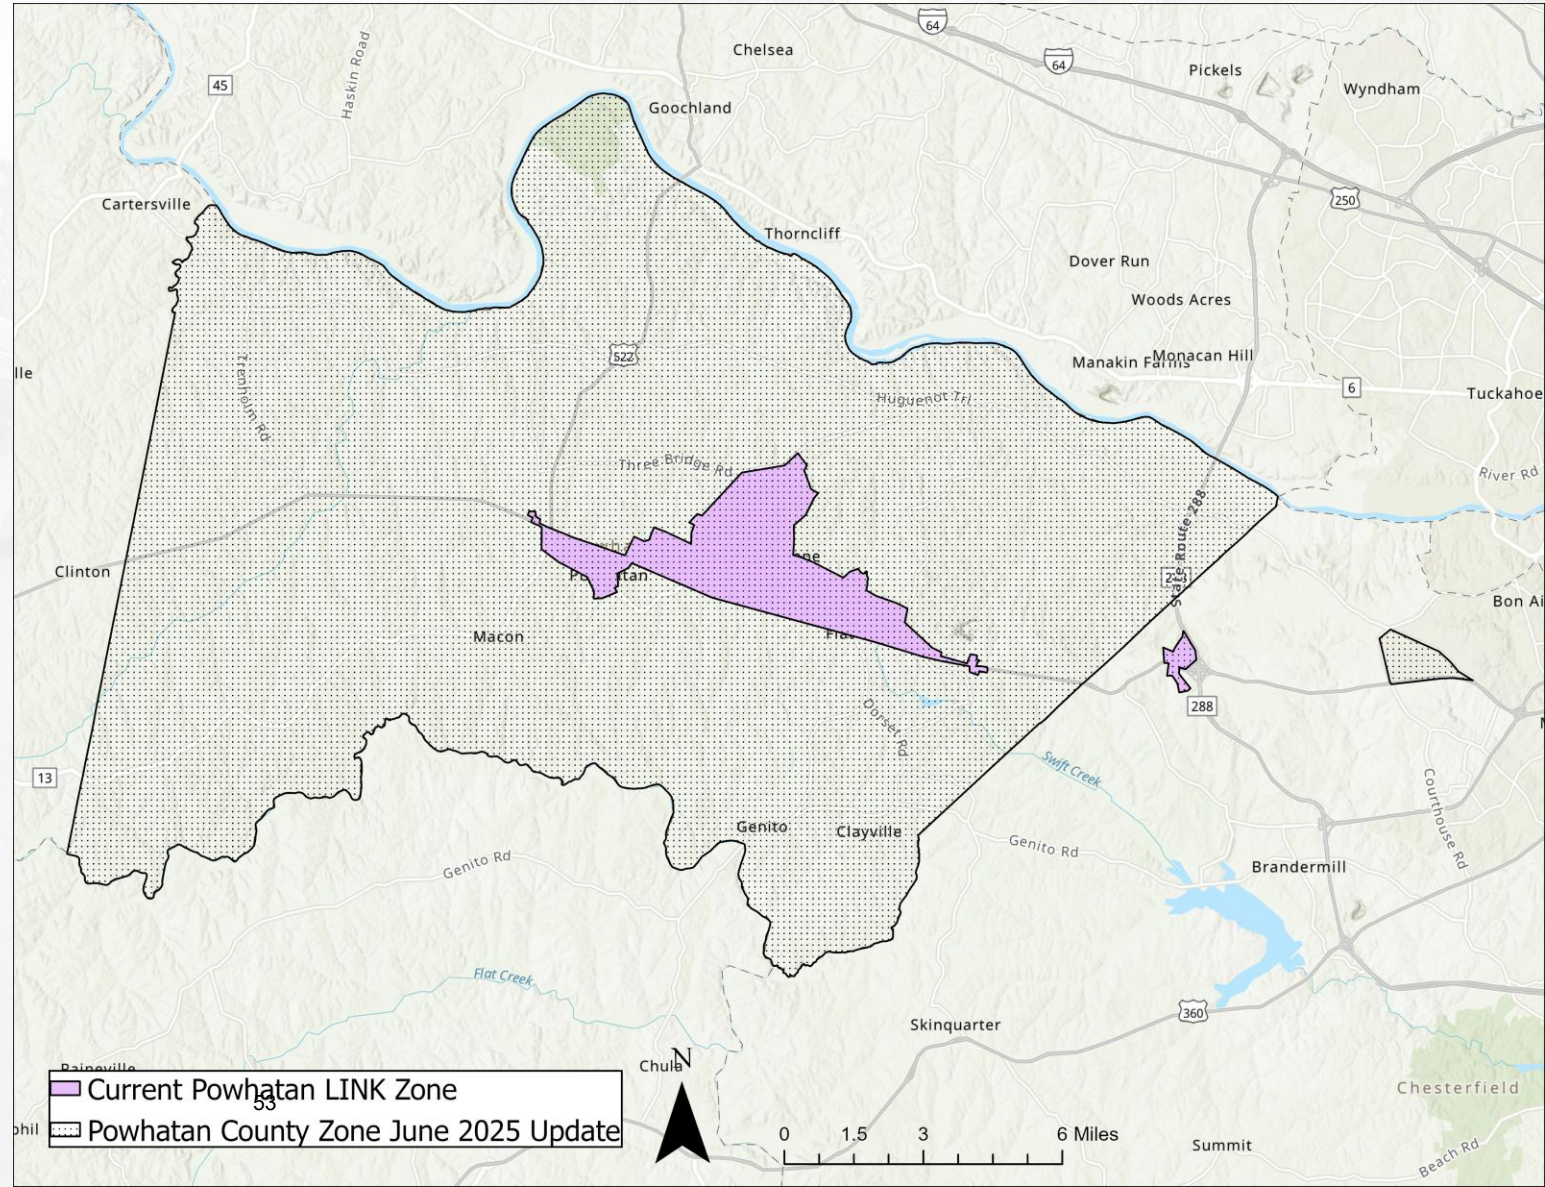 64
Chelsea
64
Pickels
45
Haskin Road
Wyndham
Goochland
Cartersville
250
Thorncliff
Dover Run
Woods Acres
522
Manakin Farms
Monacan Hill
lle
Trenholm Rd
Huguenot Trl
6
Tuckahoe
Three Bridge Rd
River Rd
State Route 288
Clinton
Bon Ai
Macon
288
Dorset Rd
13
Swift Creek
Courthouse Rd
Genito
Clayville
Genito Rd
Genito Rd
Brandermill
Flat Creek
360
Skinquarter
Chula
N
Raineville
Chesterfield
Current Powhatan LINK Zone
53
Powhatan County Zone June 2025 Update
phil
0 1.5 3 6 Miles
Summit
Beach Rd